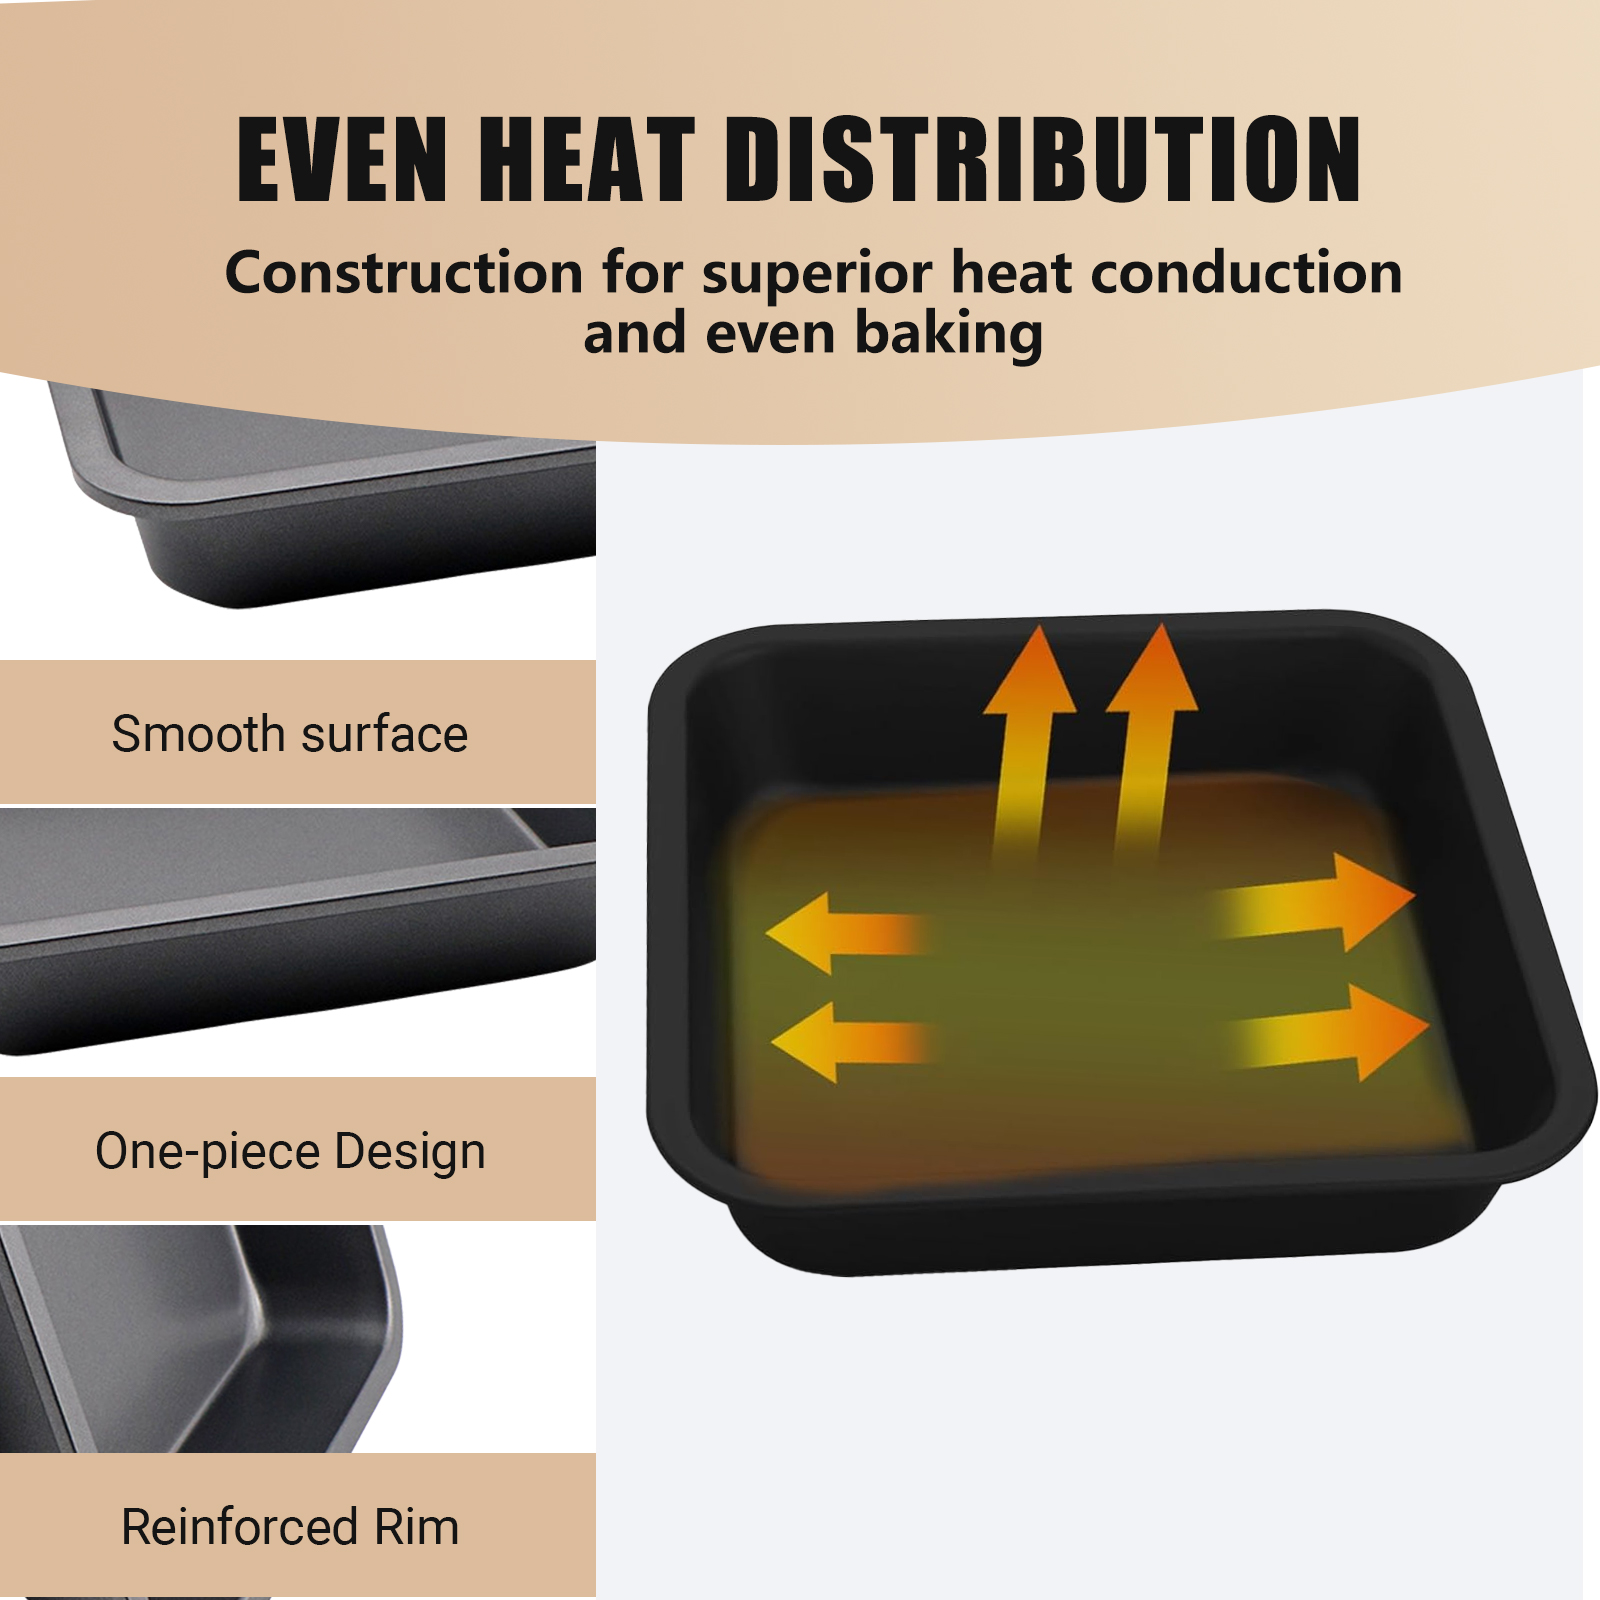 EVEN HEAT DISTRIBUTION
Construction for superior heat conduction
and even baking
Smooth surface
One-piece Design
Reinforced Rim